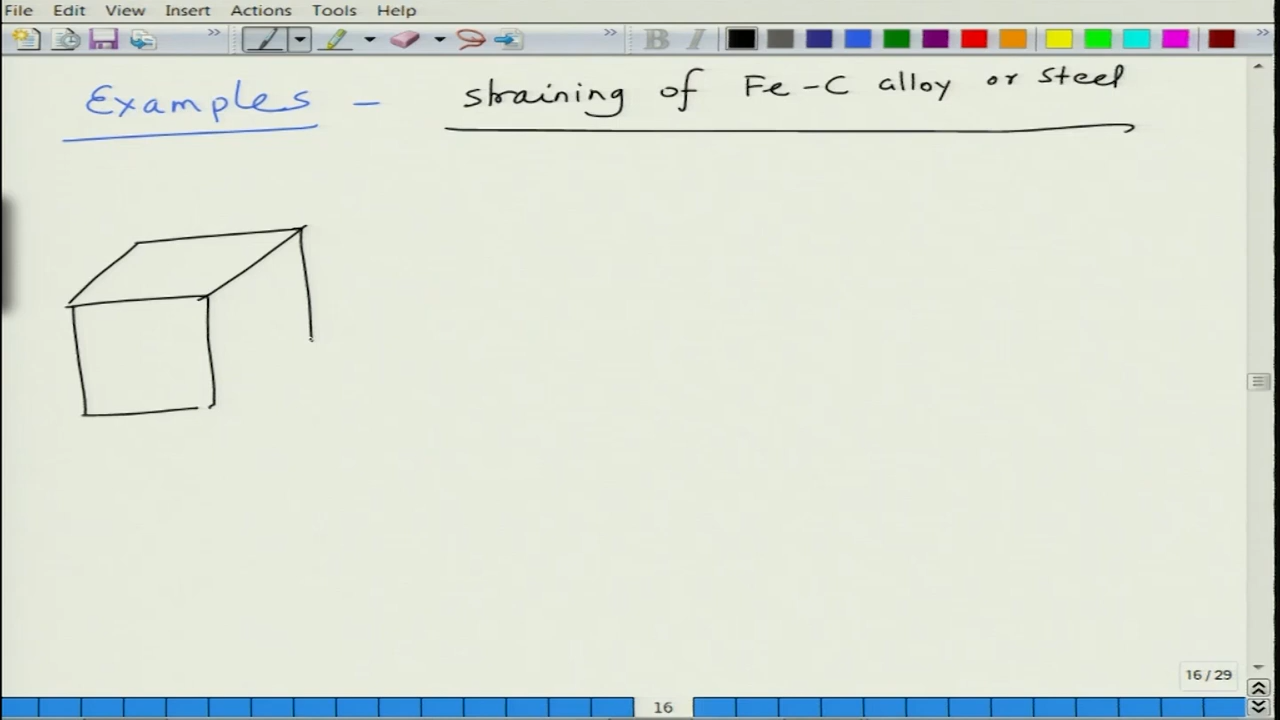 File Edit View Insert Actions Tools Help
B I
Examples - straining of Fe-C alloy or steel
16 / 29
16